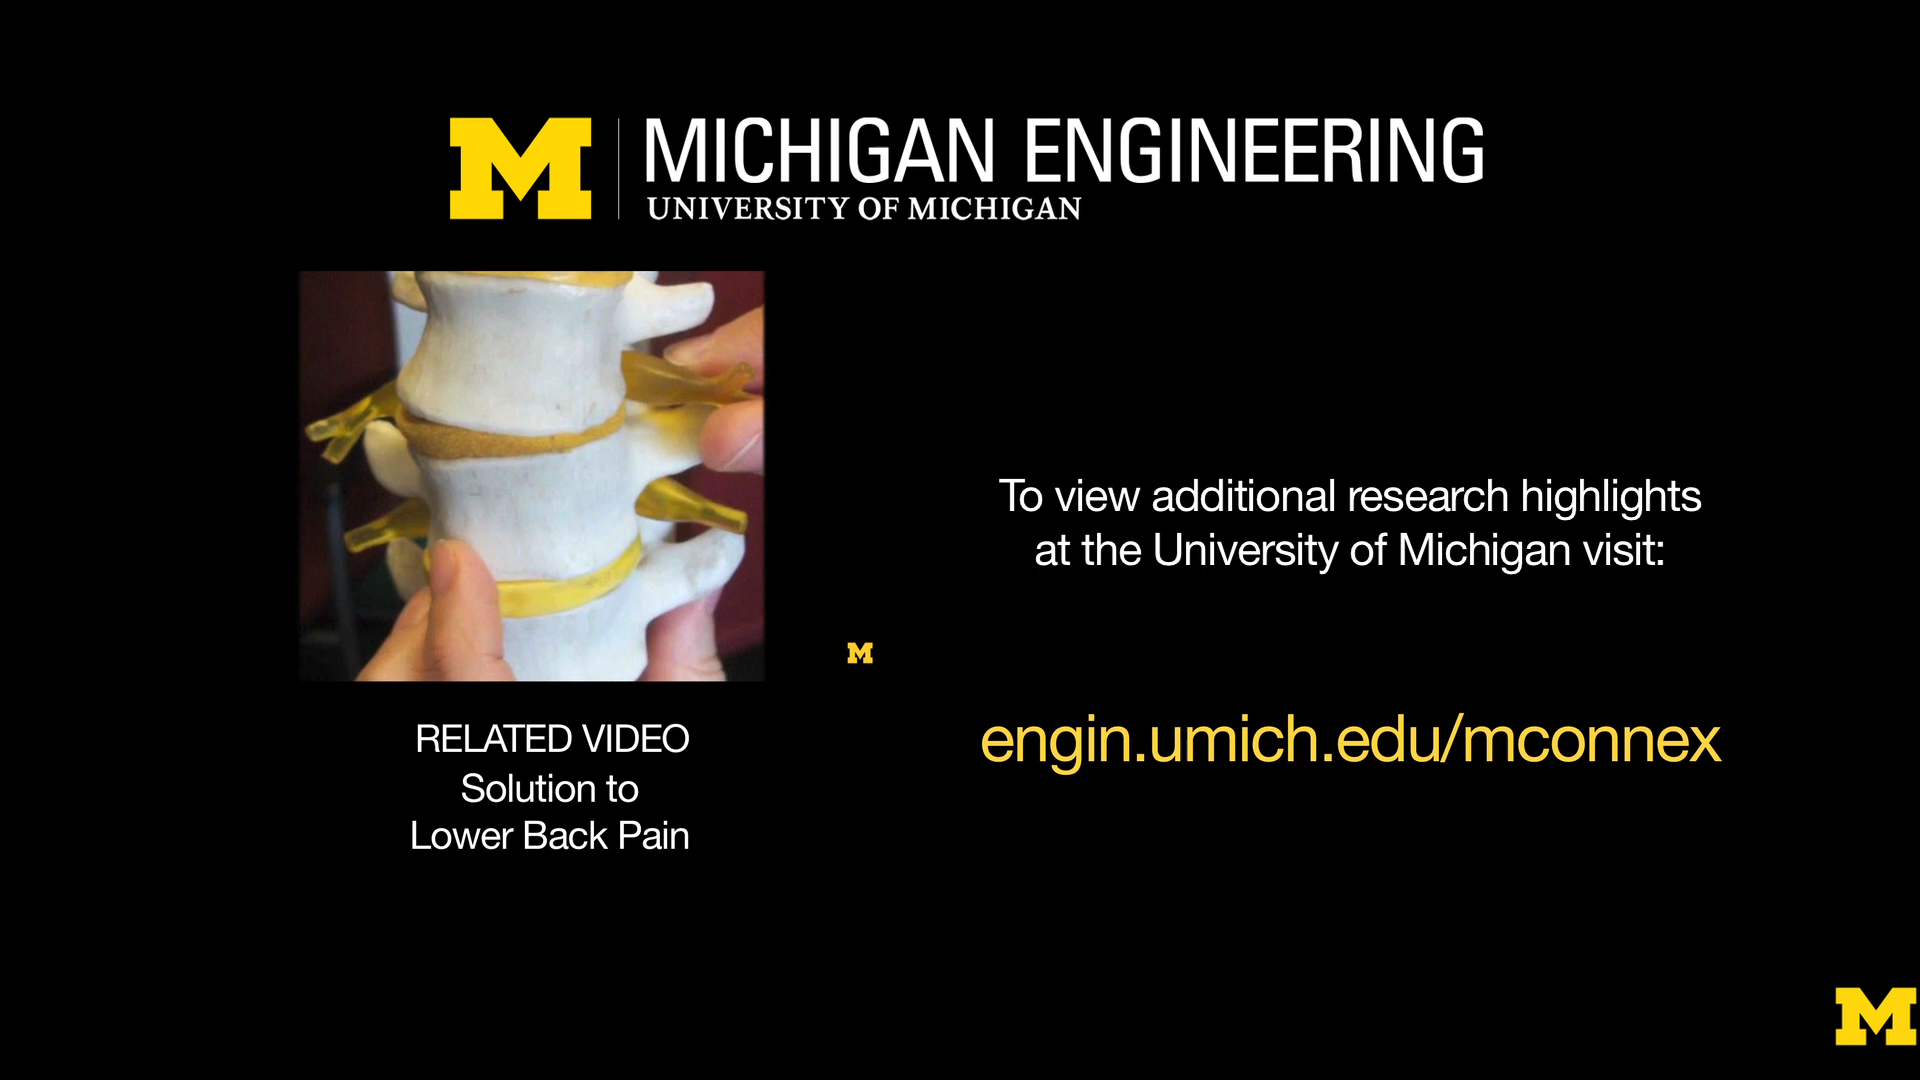 M
MICHIGAN ENGINEERING
UNIVERSITY OF MICHIGAN
RELATED VIDEO
Solution to
Lower Back Pain
To view additional research highlights
at the University of Michigan visit:
M
engin.umich.edu/mconnex
M